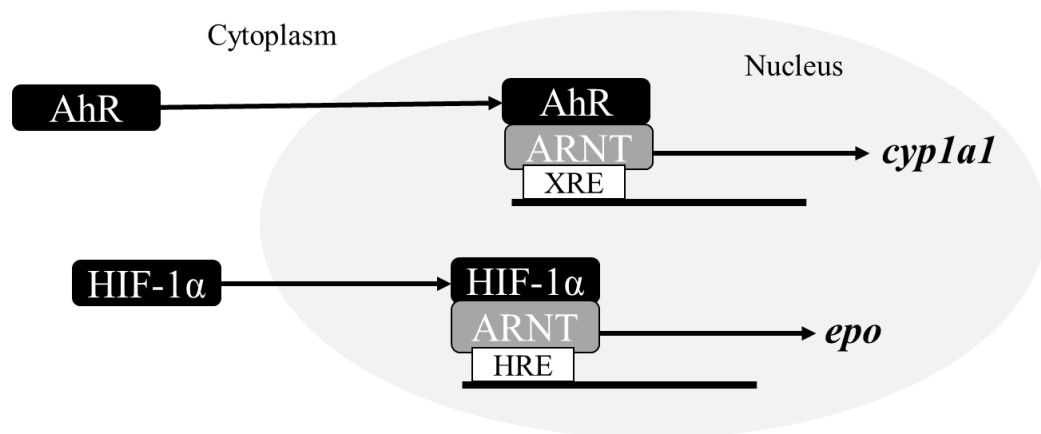 Cytoplasm
Nucleus
AhR
AhR
ARNT
XRE
cyp1a1
HIF-1α
HIF-1α
ARNT
HRE
epo